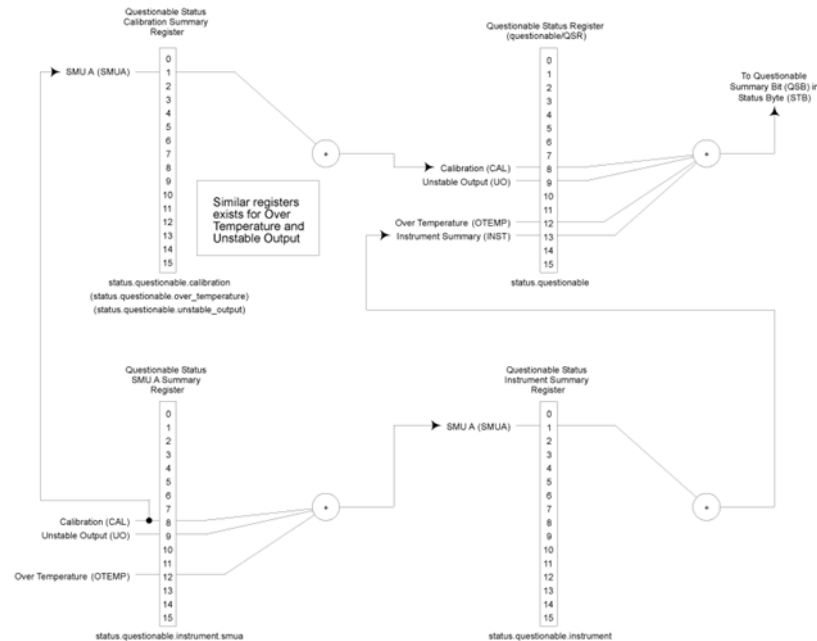 Questionable Status
Calibration Summary
Register
0
1
2
3
4
5
6
7
8
9
10
11
12
13
14
15
SMU A (SMUA)
Similar registers
exists for Over
Temperature and
Unstable Output
status.questionable.calibration
(status.questionable.over_temperature)
(status.questionable.unstable_output)
Questionable Status Register
(questionable/QSR)
0
1
2
3
4
5
6
7
8
9
10
11
12
13
14
15
Calibration (CAL)
Unstable Output (UO)
Over Temperature (OTEMP)
Instrument Summary (INST)
status.questionable
To Questionable
Summary Bit (QSB) in
Status Byte (STB)
+
+
Questionable Status
SMU A Summary
Register
0
1
2
3
4
5
6
7
8
9
10
11
12
13
14
15
Calibration (CAL)
Unstable Output (UO)
Over Temperature (OTEMP)
status.questionable.instrument.smua
Questionable Status
Instrument Summary
Register
0
1
2
3
4
5
6
7
8
9
10
11
12
13
14
15
SMU A (SMUA)
status.questionable.instrument
+
+